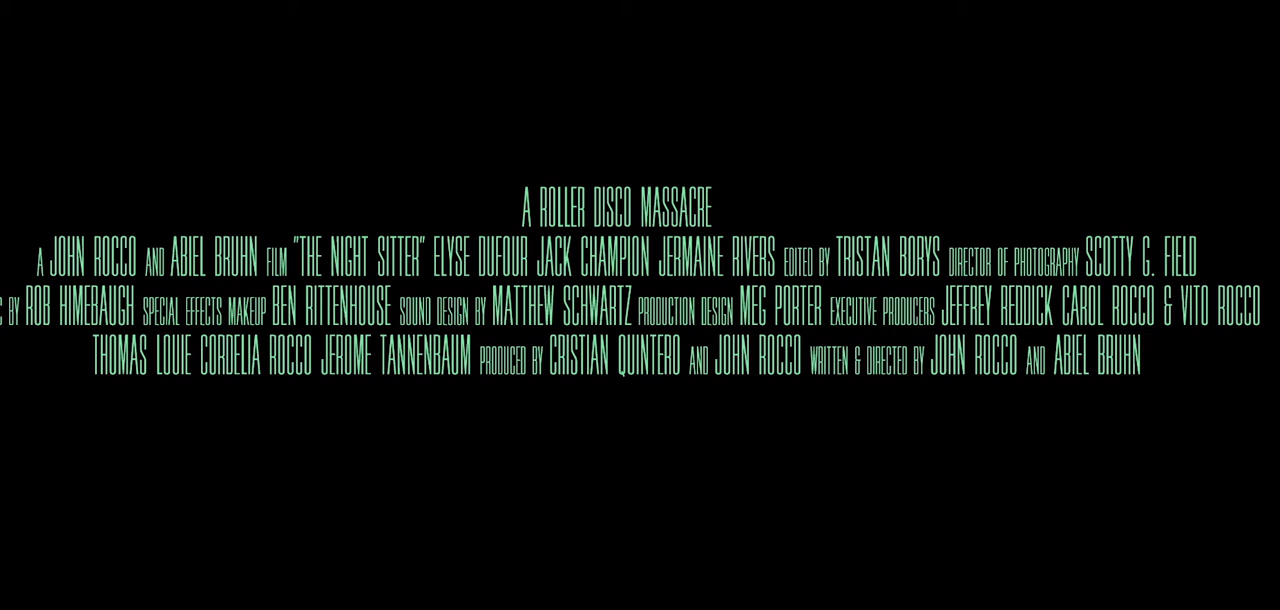 A ROLLER DISCO MASSACRE
A JOHN ROCCO AND ABIEL BRUHN FILM "THE NIGHT SITTER" ELYSE DUFOUR JACK CHAMPION JERMAINE RIVERS EDITED BY TRISTAN BORYS DIRECTOR OF PHOTOGRAPHY SCOTTY G. FIELD
BY ROB HIMEBAUGH SPECIAL EFFECTS MAKEUP BEN RITTENHOUSE SOUND DESIGN BY MATTHEW SCHWARTZ PRODUCTION DESIGN MEG PORTER EXECUTIVE PRODUCERS JEFFREY REDDICK CAROL ROCCO & VITO ROCCO
THOMAS LOUIE CORDELIA ROCCO JEROME TANNENBAUM PRODUCED BY CRISTIAN QUINTERO AND JOHN ROCCO WRITTEN & DIRECTED BY JOHN ROCCO AND ABIEL BRUHN